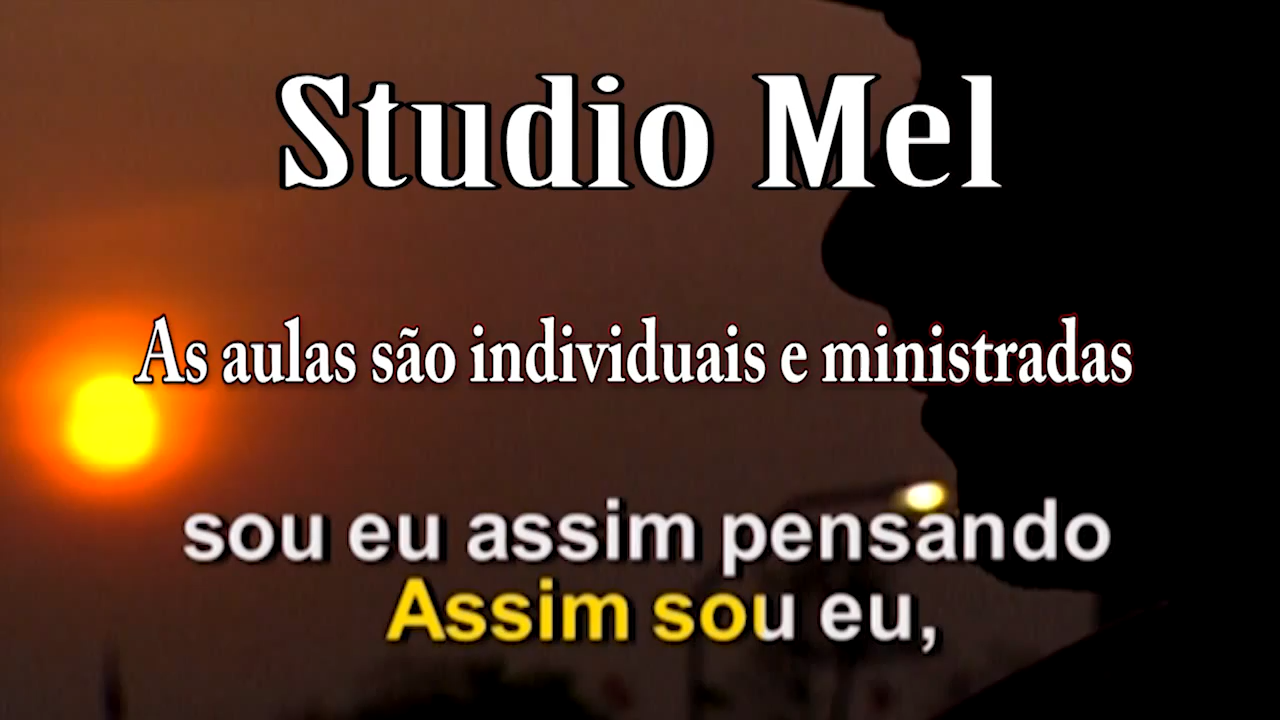 Studio Mel
As aulas são individuais e ministradas
sou eu assim pensando
Assim sou eu,